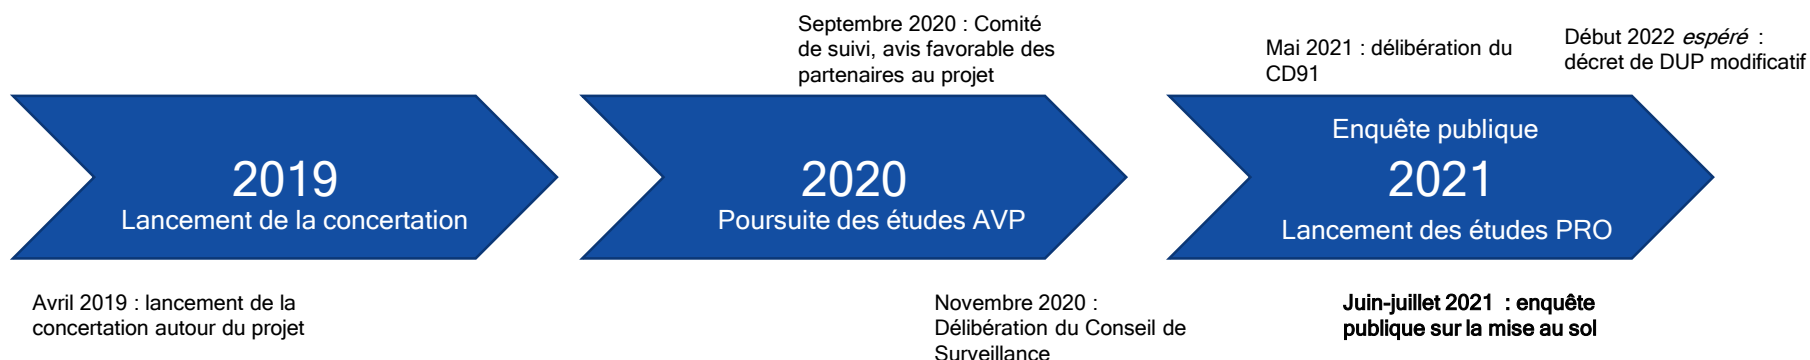 Septembre 2020 : Comité
de suivi, avis favorable des
partenaires au projet
Mai 2021 : délibération du
CD91
Début 2022 espéré :
décret de DUP modificatif
2019
Lancement de la concertation
2020
Poursuite des études AVP
Enquête publique
2021
Lancement des études PRO
Avril 2019 : lancement de la
concertation autour du projet
Novembre 2020 :
Délibération du Conseil de
Surveillance
Juin-juillet 2021 : enquête
publique sur la mise au sol